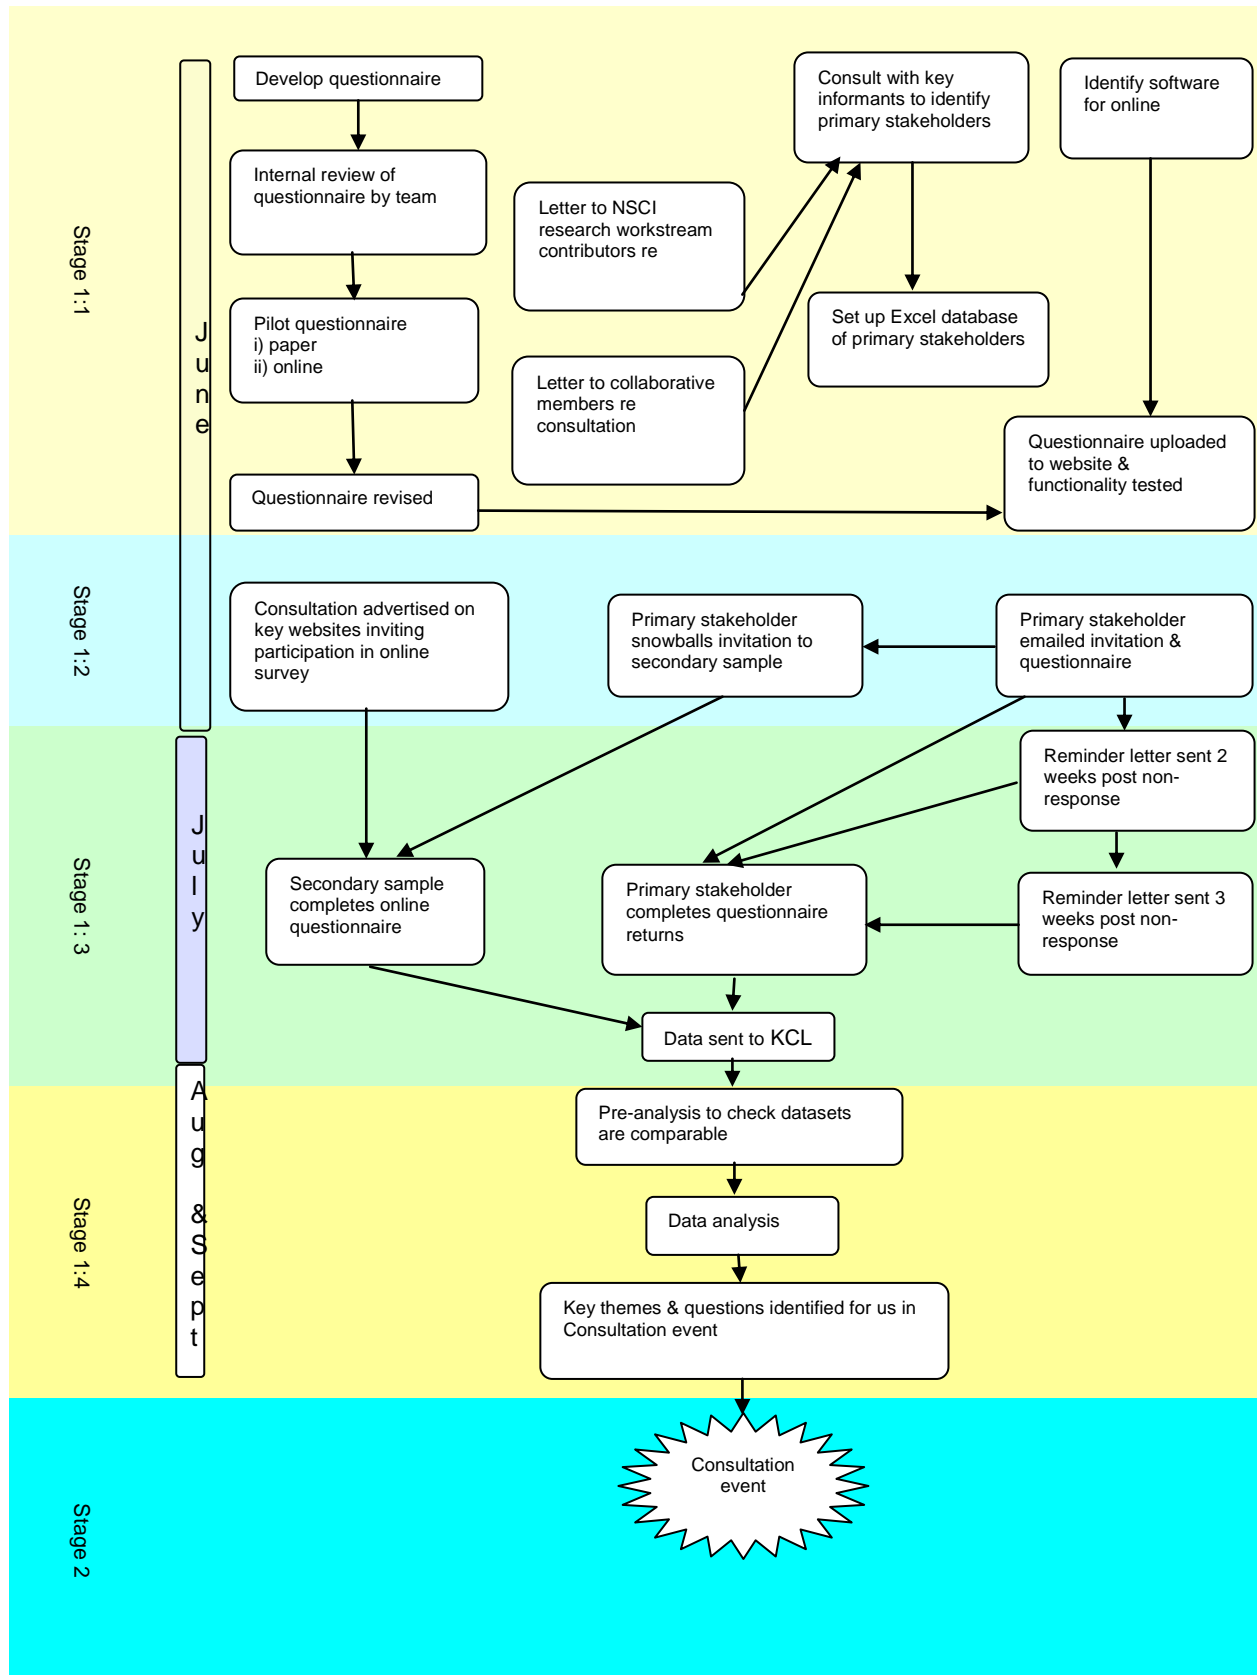 Stage 1:1
June
Develop questionnaire
Internal review of
questionnaire by team
Pilot questionnaire
i) paper
ii) online
Questionnaire revised
Letter to NSCI
research workstream
contributors re
Letter to collaborative
members re
consultation
Consult with key
informants to identify
primary stakeholders
Set up Excel database
of primary stakeholders
Identify software
for online
Questionnaire uploaded
to website &
functionality tested
Stage 1:2
Consultation advertised on
key websites inviting
participation in online
survey
Primary stakeholder
snowballs invitation to
secondary sample
Primary stakeholder
emailed invitation &
questionnaire
Stage 1: 3
July
Reminder letter sent 2
weeks post non-
response
Secondary sample
completes online
questionnaire
Primary stakeholder
completes questionnaire
returns
Reminder letter sent 3
weeks post non-
response
Data sent to KCL
Stage 1:4
Aug &Sept
Pre-analysis to check datasets
are comparable
Data analysis
Key themes & questions identified for us in
Consultation event
Stage 2
Consultation
event